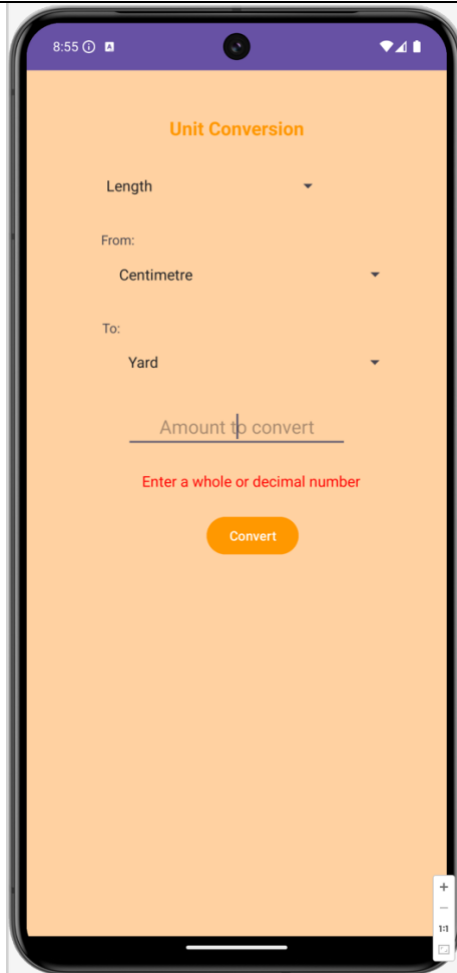 8:55
Unit Conversion
Length
From:
Centimetre
To:
Yard
Amount to convert
Enter a whole or decimal number
Convert
1:1